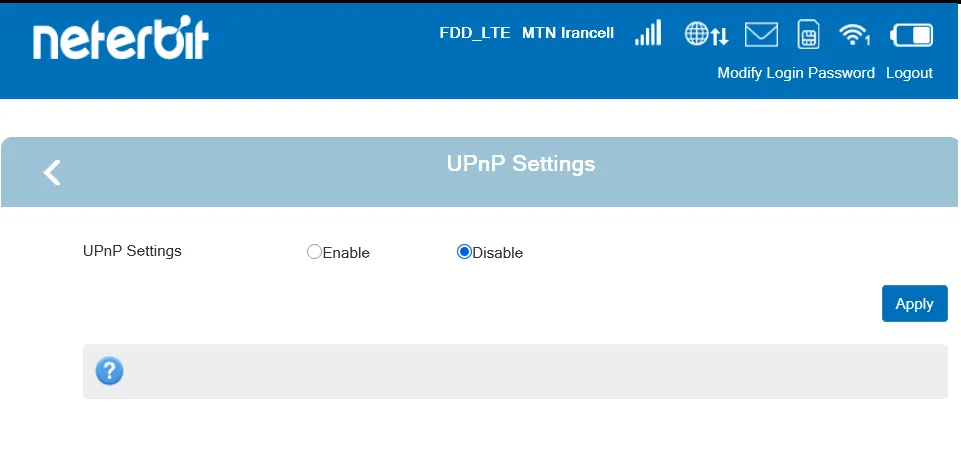 neterbit
FDD_LTE MTN Irancell
1
Modify Login Password Logout
UPnP Settings
UPnP Settings Enable Disable
Apply
?